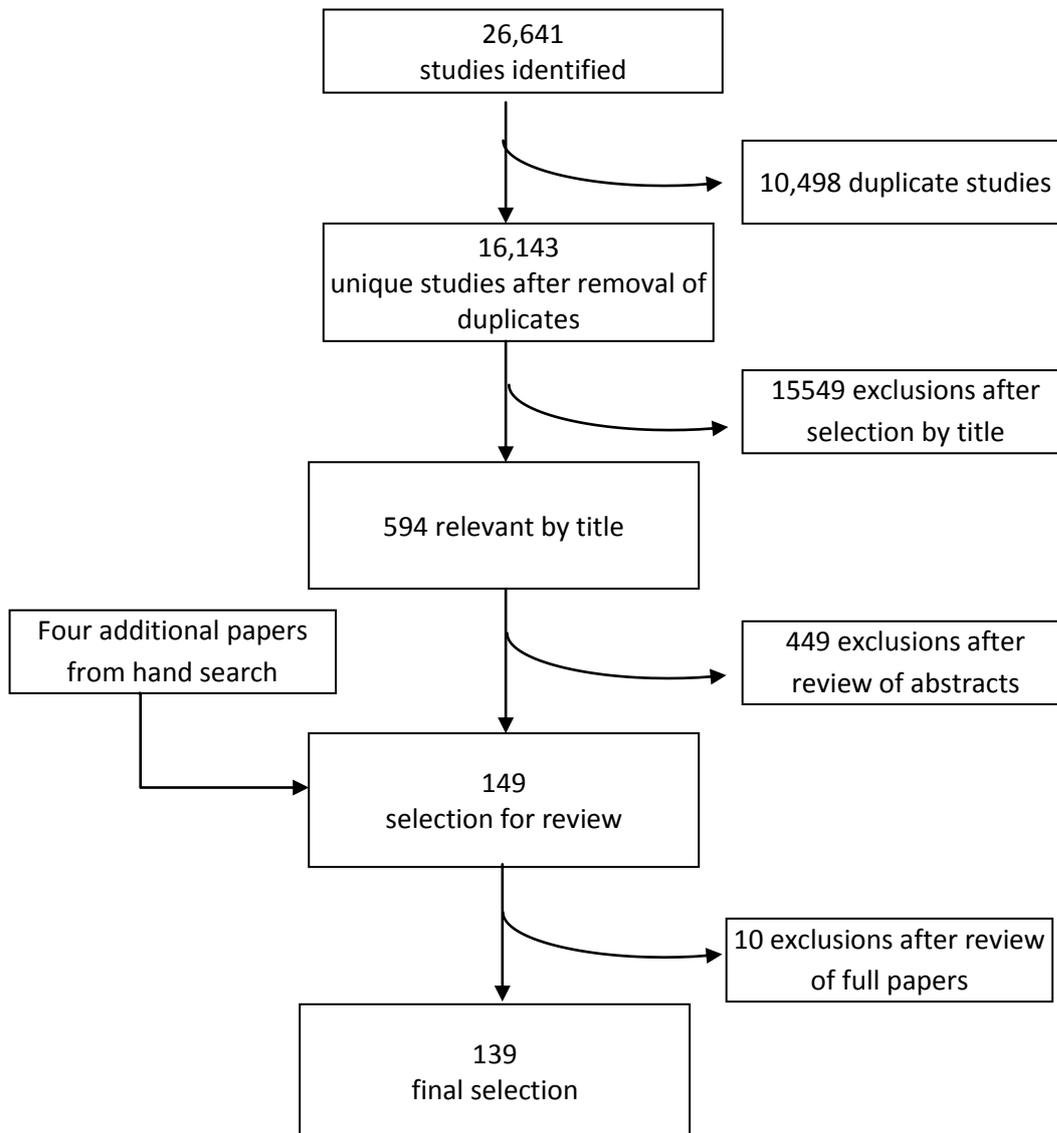 26,641
studies identified
10,498 duplicate studies
16,143
unique studies after removal of
duplicates
15549 exclusions after
selection by title
594 relevant by title
Four additional papers
from hand search
449 exclusions after
review of abstracts
149
selection for review
10 exclusions after review
of full papers
139
final selection